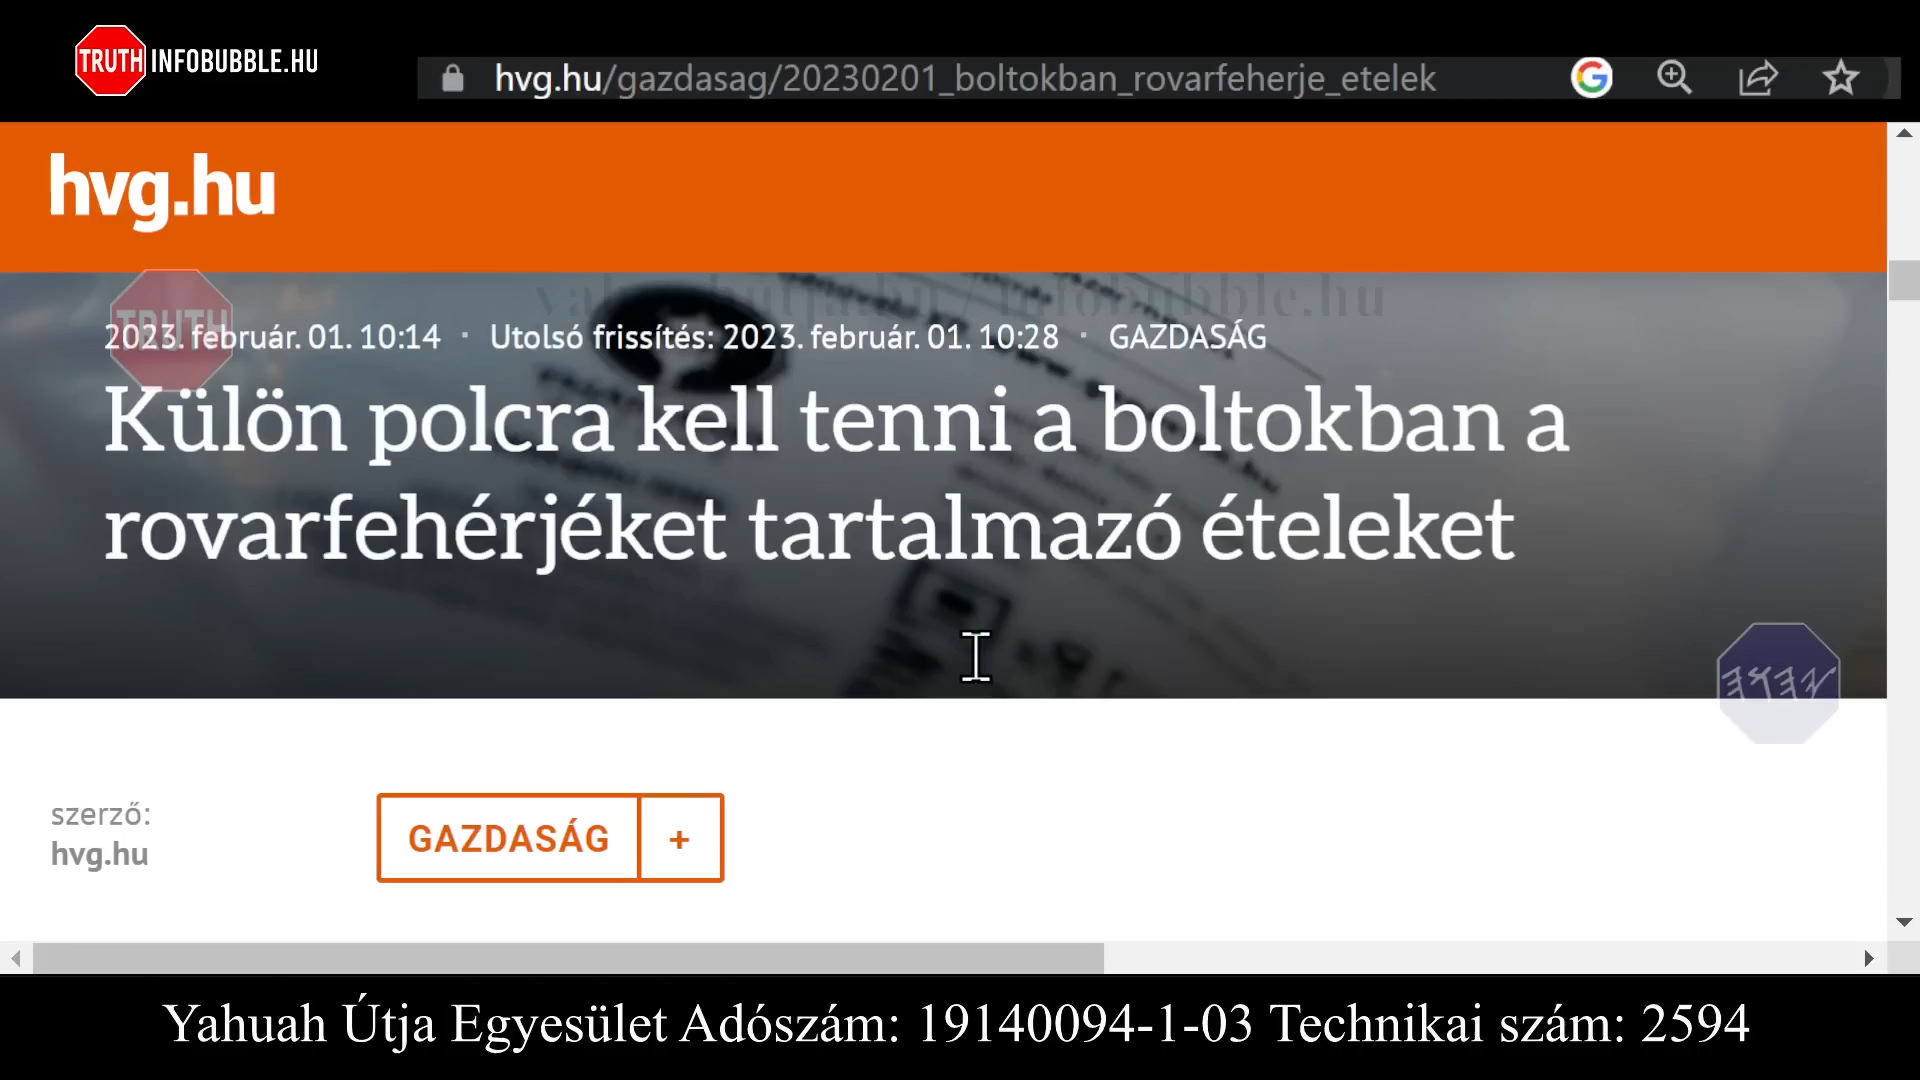 TRUTH INFOBUBBLE.HU
hvg.hu/gazdasag/20230201_boltokban_rovarfeherje_etelek
hvg.hu
TRUTH
2023. február. 01. 10:14 · Utolsó frissítés: 2023. február. 01. 10:28 · GAZDASÁG
Külön polcra kell tenni a boltokban a
rovarfehérjéket tartalmazó ételeket
szerző:
hvg.hu
GAZDASÁG +
Yahuah Útja Egyesület Adószám: 19140094-1-03 Technikai szám: 2594